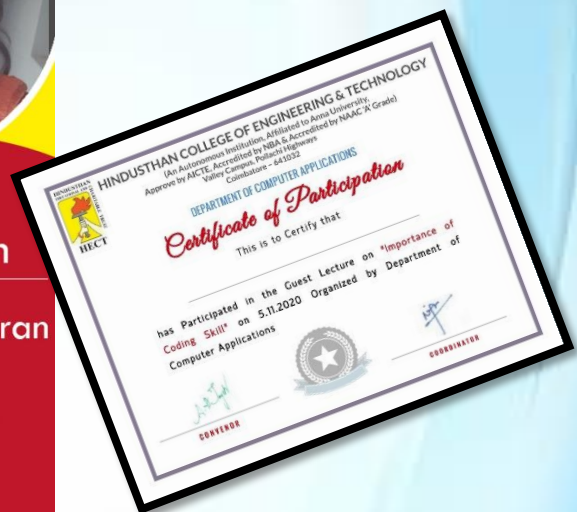 n
ran
HINDUSTHAN COLLEGE OF ENGINEERING & TECHNOLOGY
(An Autonomous Institution, Affiliated to Anna University,
Approve by AICTE, Accredited by NBA & Accredited by NAAC 'A' Grade)
Valley Campus, Pollachi Highways
Coimbatore – 641032
HECT
DEPARTMENT OF COMPUTER APPLICATIONS
Certificate of Participation
This is to Certify that
has Participated in the Guest Lecture on "Importance of
Coding Skill" on 5.11.2020 Organized by Department of
Computer Applications
CONVENOR
COORDINATOR